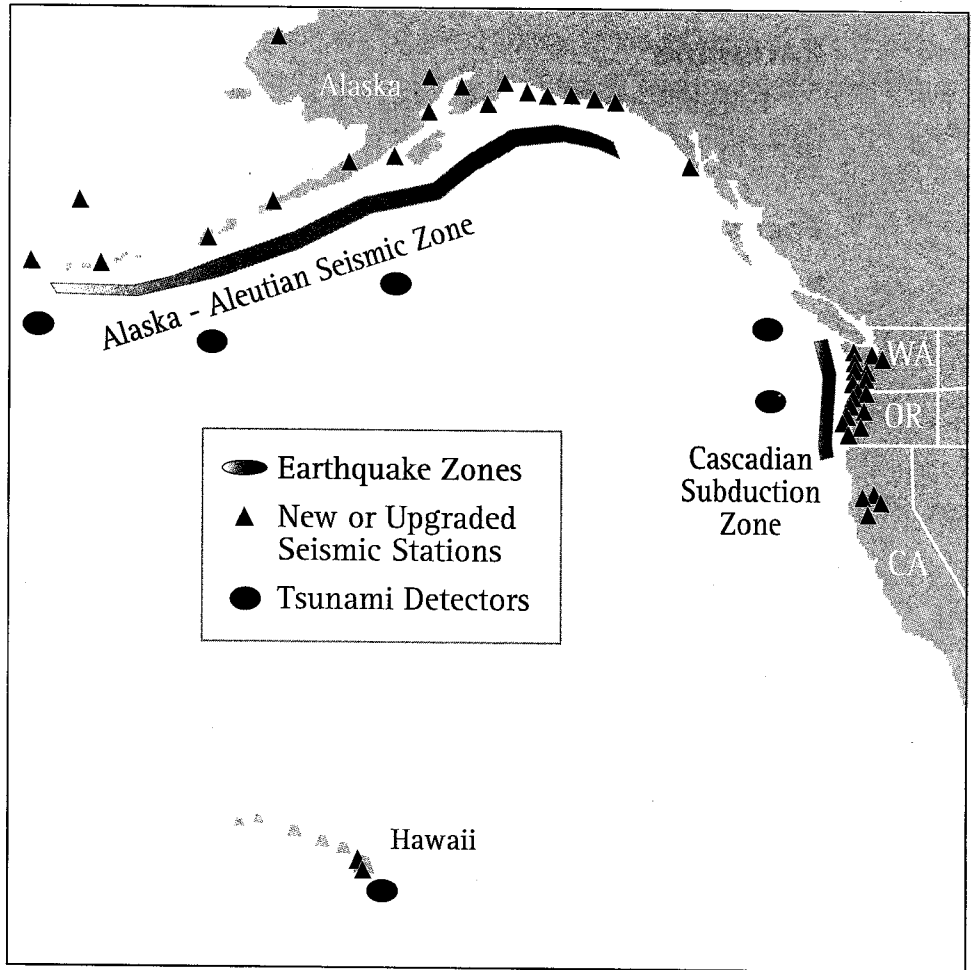 Alaska
Alaska - Aleutian Seismic Zone
WA
OR
Cascadian
Subduction
Zone
CA
Earthquake Zones
New or Upgraded
Seismic Stations
Tsunami Detectors
Hawaii